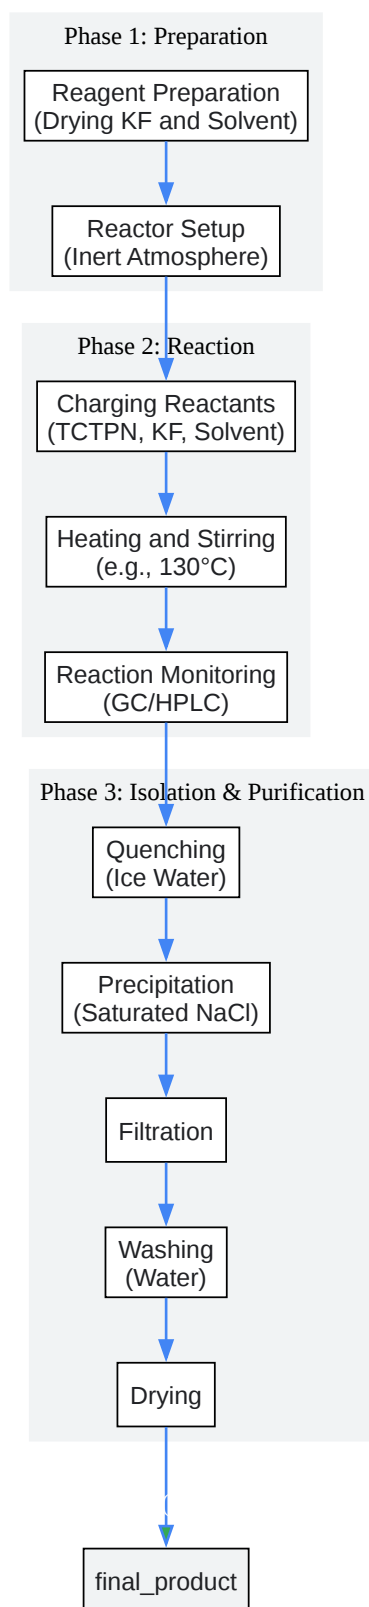 Phase 1: Preparation
Reagent Preparation
(Drying KF and Solvent)
Reactor Setup
(Inert Atmosphere)
Phase 2: Reaction
Charging Reactants
(TCTPN, KF, Solvent)
Heating and Stirring
(e.g., 130°C)
Reaction Monitoring
(GC/HPLC)
Phase 3: Isolation & Purification
Quenching
(Ice Water)
Precipitation
(Saturated NaCl)
Filtration
Washing
(Water)
Drying
final_product